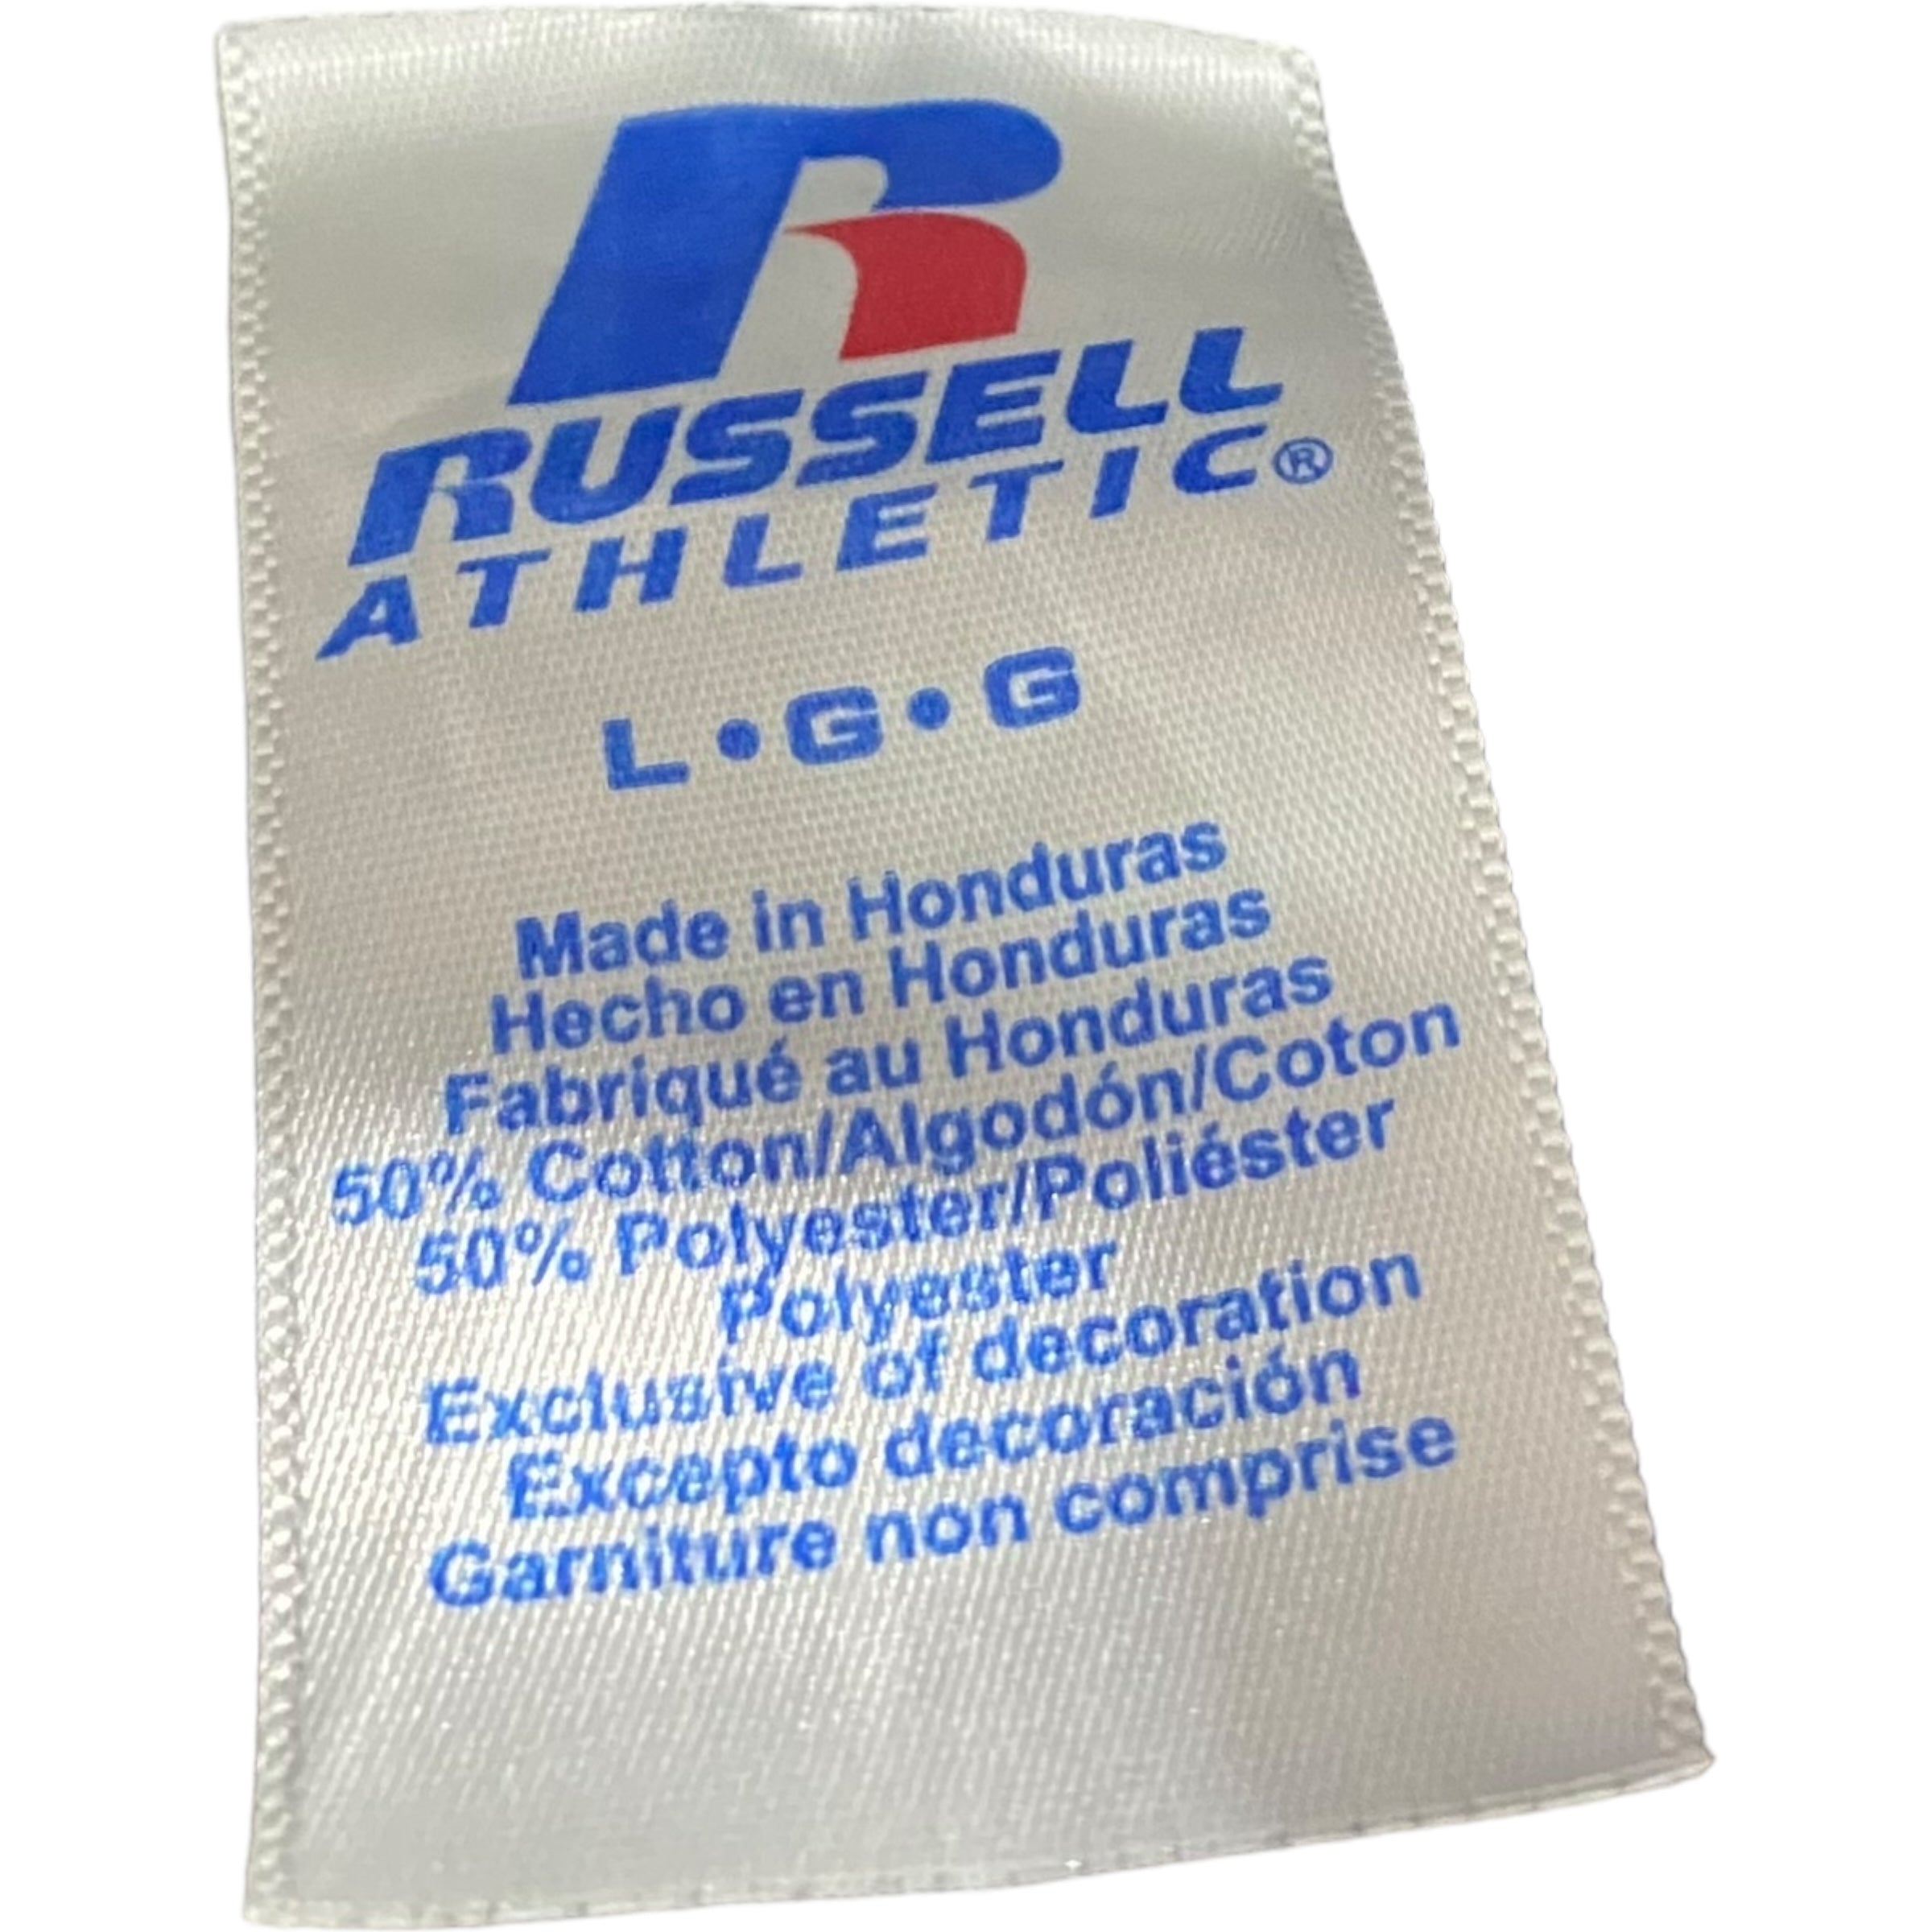 R
RUSSELL
ATHLETIC®
L•G•G
Made in Honduras
Hecho en Honduras
Fabriqué au Honduras
50% Cotton/Algodón/Coton
50% Polyester/Poliéster
Polyester
Exclusive of decoration
Excepto decoración
Garniture non comprise